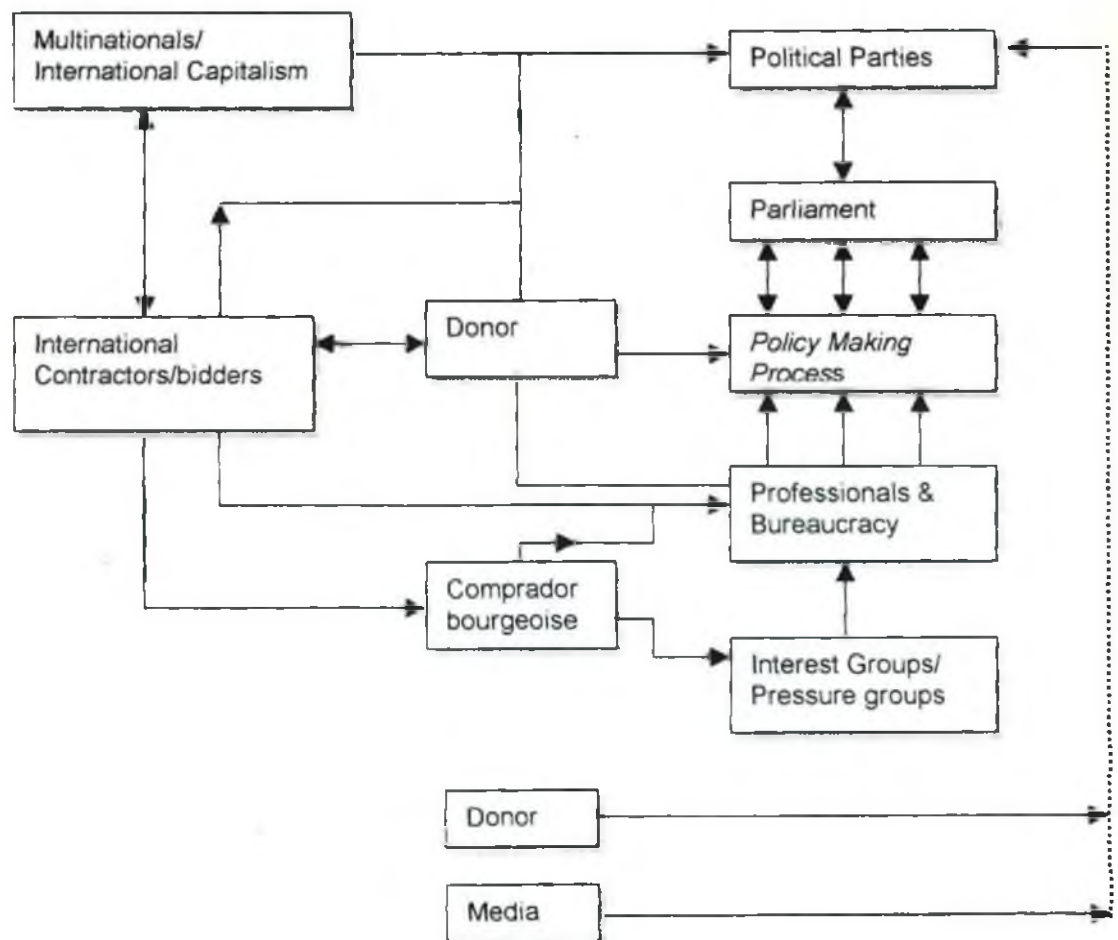 Multinationals/
International Capitalism
Political Parties
Parliament
International
Contractors/bidders
Donor
Policy Making
Process
Professionals &
Bureaucracy
Comprador
bourgeoise
Interest Groups/
Pressure groups
Donor
Media